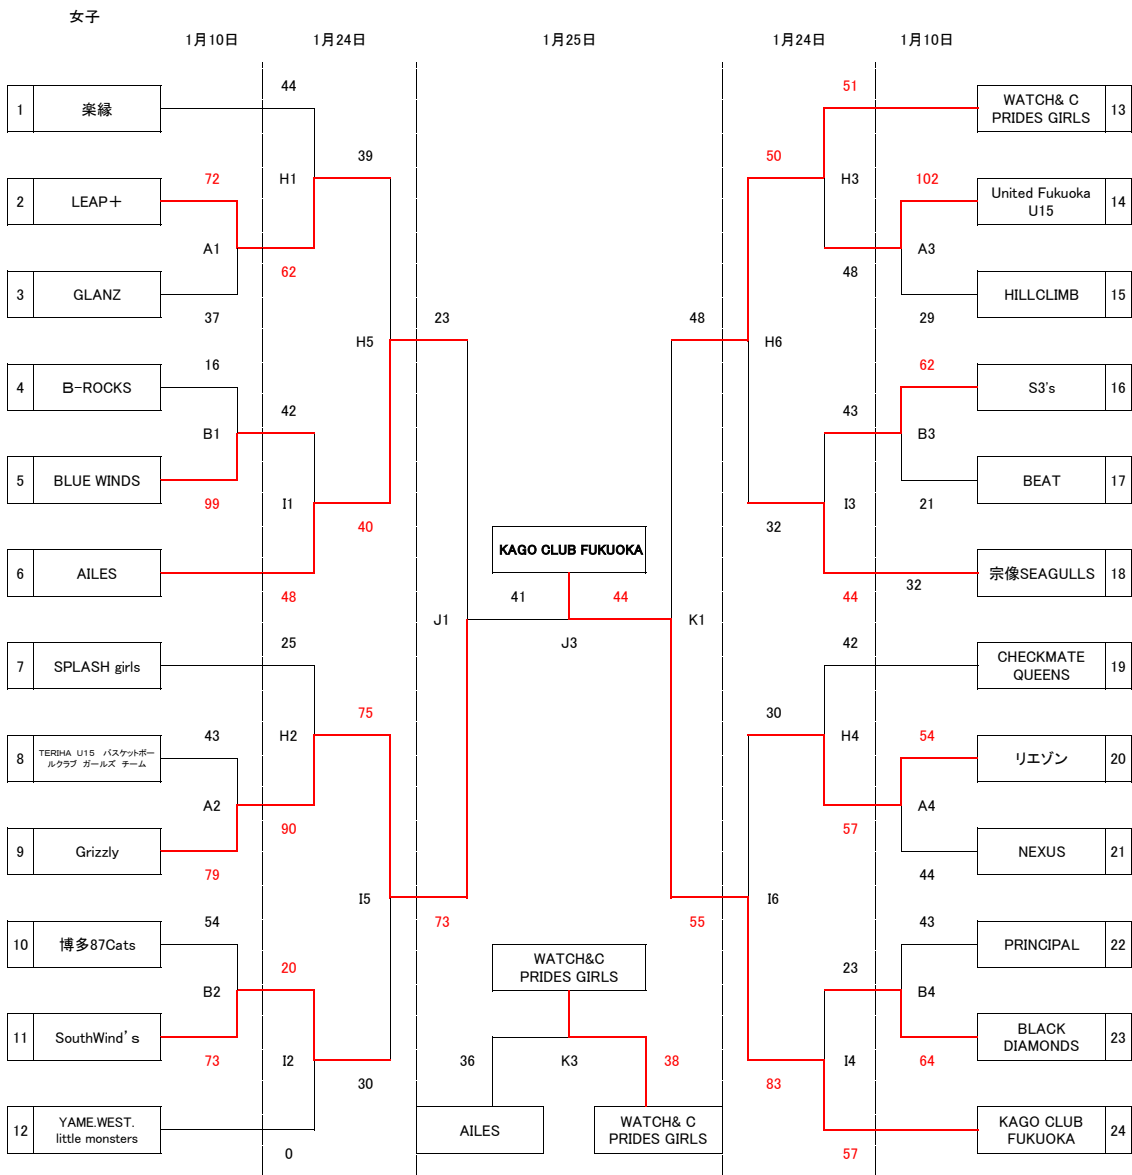 女子
1月10日
1月24日
1月25日
1月24日
1月10日
1 楽縁
2 LEAP＋
3 GLANZ
4 B-ROCKS
5 BLUE WINDS
6 AILES
7 SPLASH girls
8 TERIHA U15 バスケットボー
ルクラブ ガールズ チーム
9 Grizzly
10 博多87Cats
11 SouthWind's
12 YAME.WEST.
little monsters
72
A1
37
16
B1
99
43
A2
79
54
B2
73
44
H1
62
42
I1
48
25
H2
90
20
I2
0
39
H5
40
75
I5
30
23
J1
73
KAGO CLUB FUKUOKA
41
44
J3
WATCH&C
PRIDES GIRLS
36
K3
38
AILES
WATCH& C
PRIDES GIRLS
48
K1
55
50
H6
32
30
I6
83
51
H3
48
43
I3
44
42
H4
57
23
I4
57
102
A3
29
62
B3
21
32
54
A4
44
43
B4
64
WATCH& C
PRIDES GIRLS 13
United Fukuoka
U15 14
HILLCLIMB 15
S3's 16
BEAT 17
宗像SEAGULLS 18
CHECKMATE
QUEENS 19
リエゾン 20
NEXUS 21
PRINCIPAL 22
BLACK
DIAMONDS 23
KAGO CLUB
FUKUOKA 24